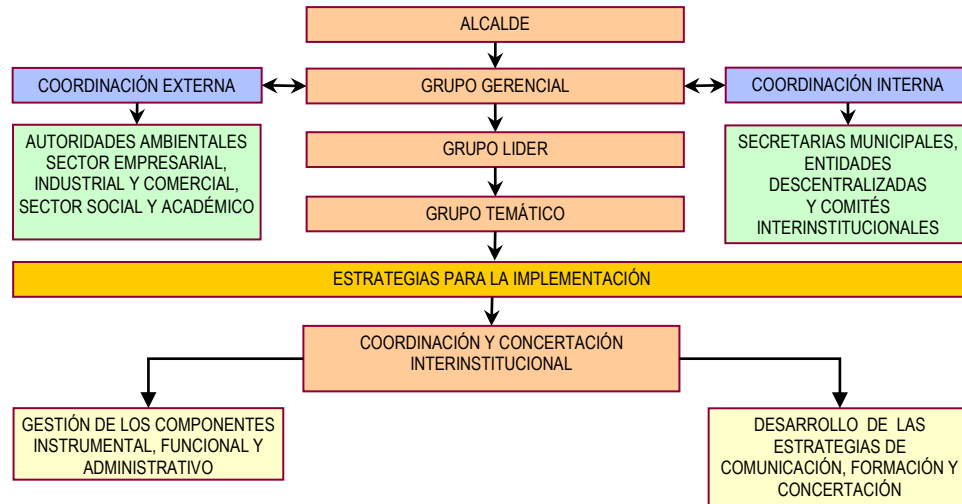 ALCALDE
COORDINACIÓN EXTERNA
GRUPO GERENCIAL
COORDINACIÓN INTERNA
AUTORIDADES AMBIENTALES
SECTOR EMPRESARIAL,
INDUSTRIAL Y COMERCIAL,
SECTOR SOCIAL Y ACADÉMICO
GRUPO LIDER
SECRETARIAS MUNICIPALES,
ENTIDADES
DESCENTRALIZADAS
Y COMITÉS
INTERINSTITUCIONALES
GRUPO TEMÁTICO
ESTRATEGIAS PARA LA IMPLEMENTACIÓN
COORDINACIÓN Y CONCERTACIÓN
INTERINSTITUCIONAL
GESTIÓN DE LOS COMPONENTES
INSTRUMENTAL, FUNCIONAL Y
ADMINISTRATIVO
DESARROLLO DE LAS
ESTRATEGIAS DE
COMUNICACIÓN, FORMACIÓN Y
CONCERTACIÓN